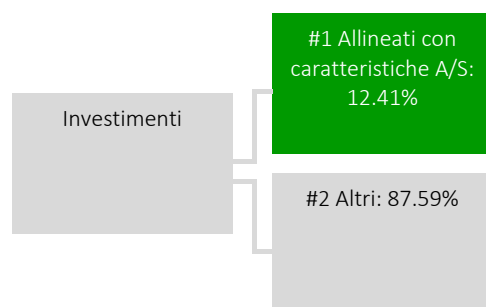 #1 Allineati con
caratteristiche A/S:
12.41%
Investimenti
#2 Altri: 87.59%